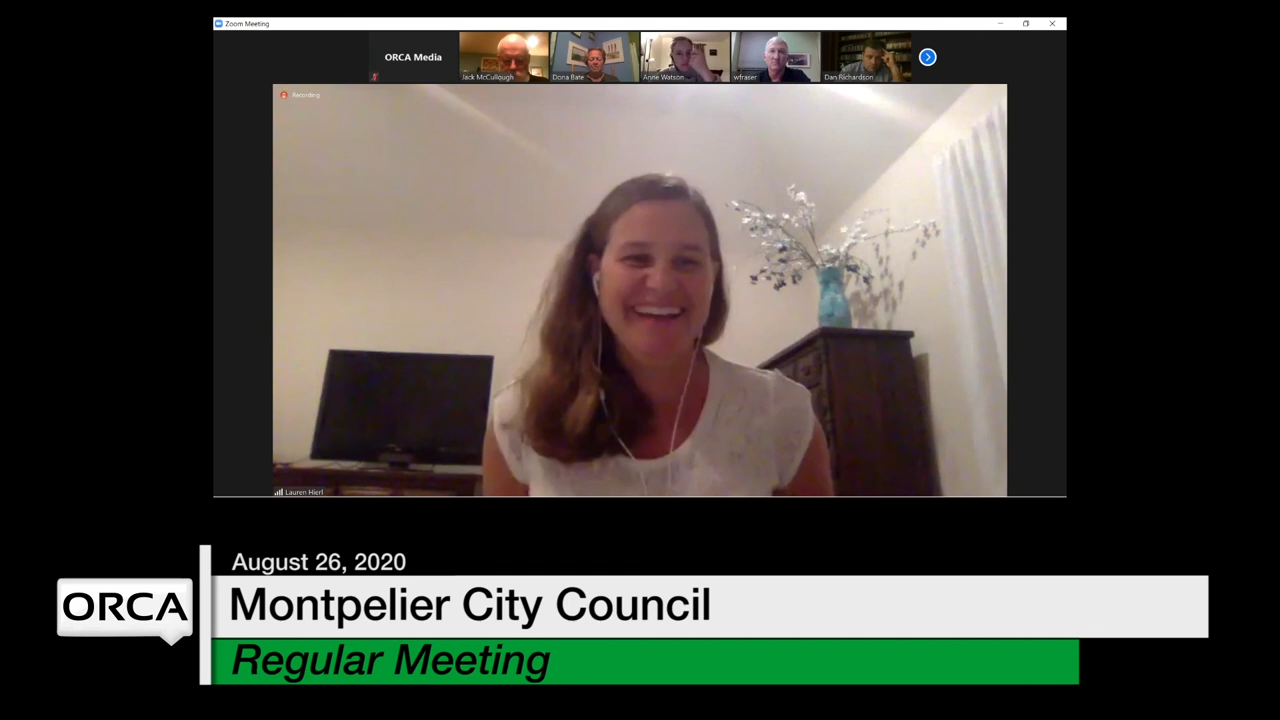 Zoom Meeting
ORCA Media
Jack McCullough
Dona Bate
Anne Watson
wfraser
Dan Richardson
Recording
Lauren Hierl
August 26, 2020
ORCA
Montpelier City Council
Regular Meeting